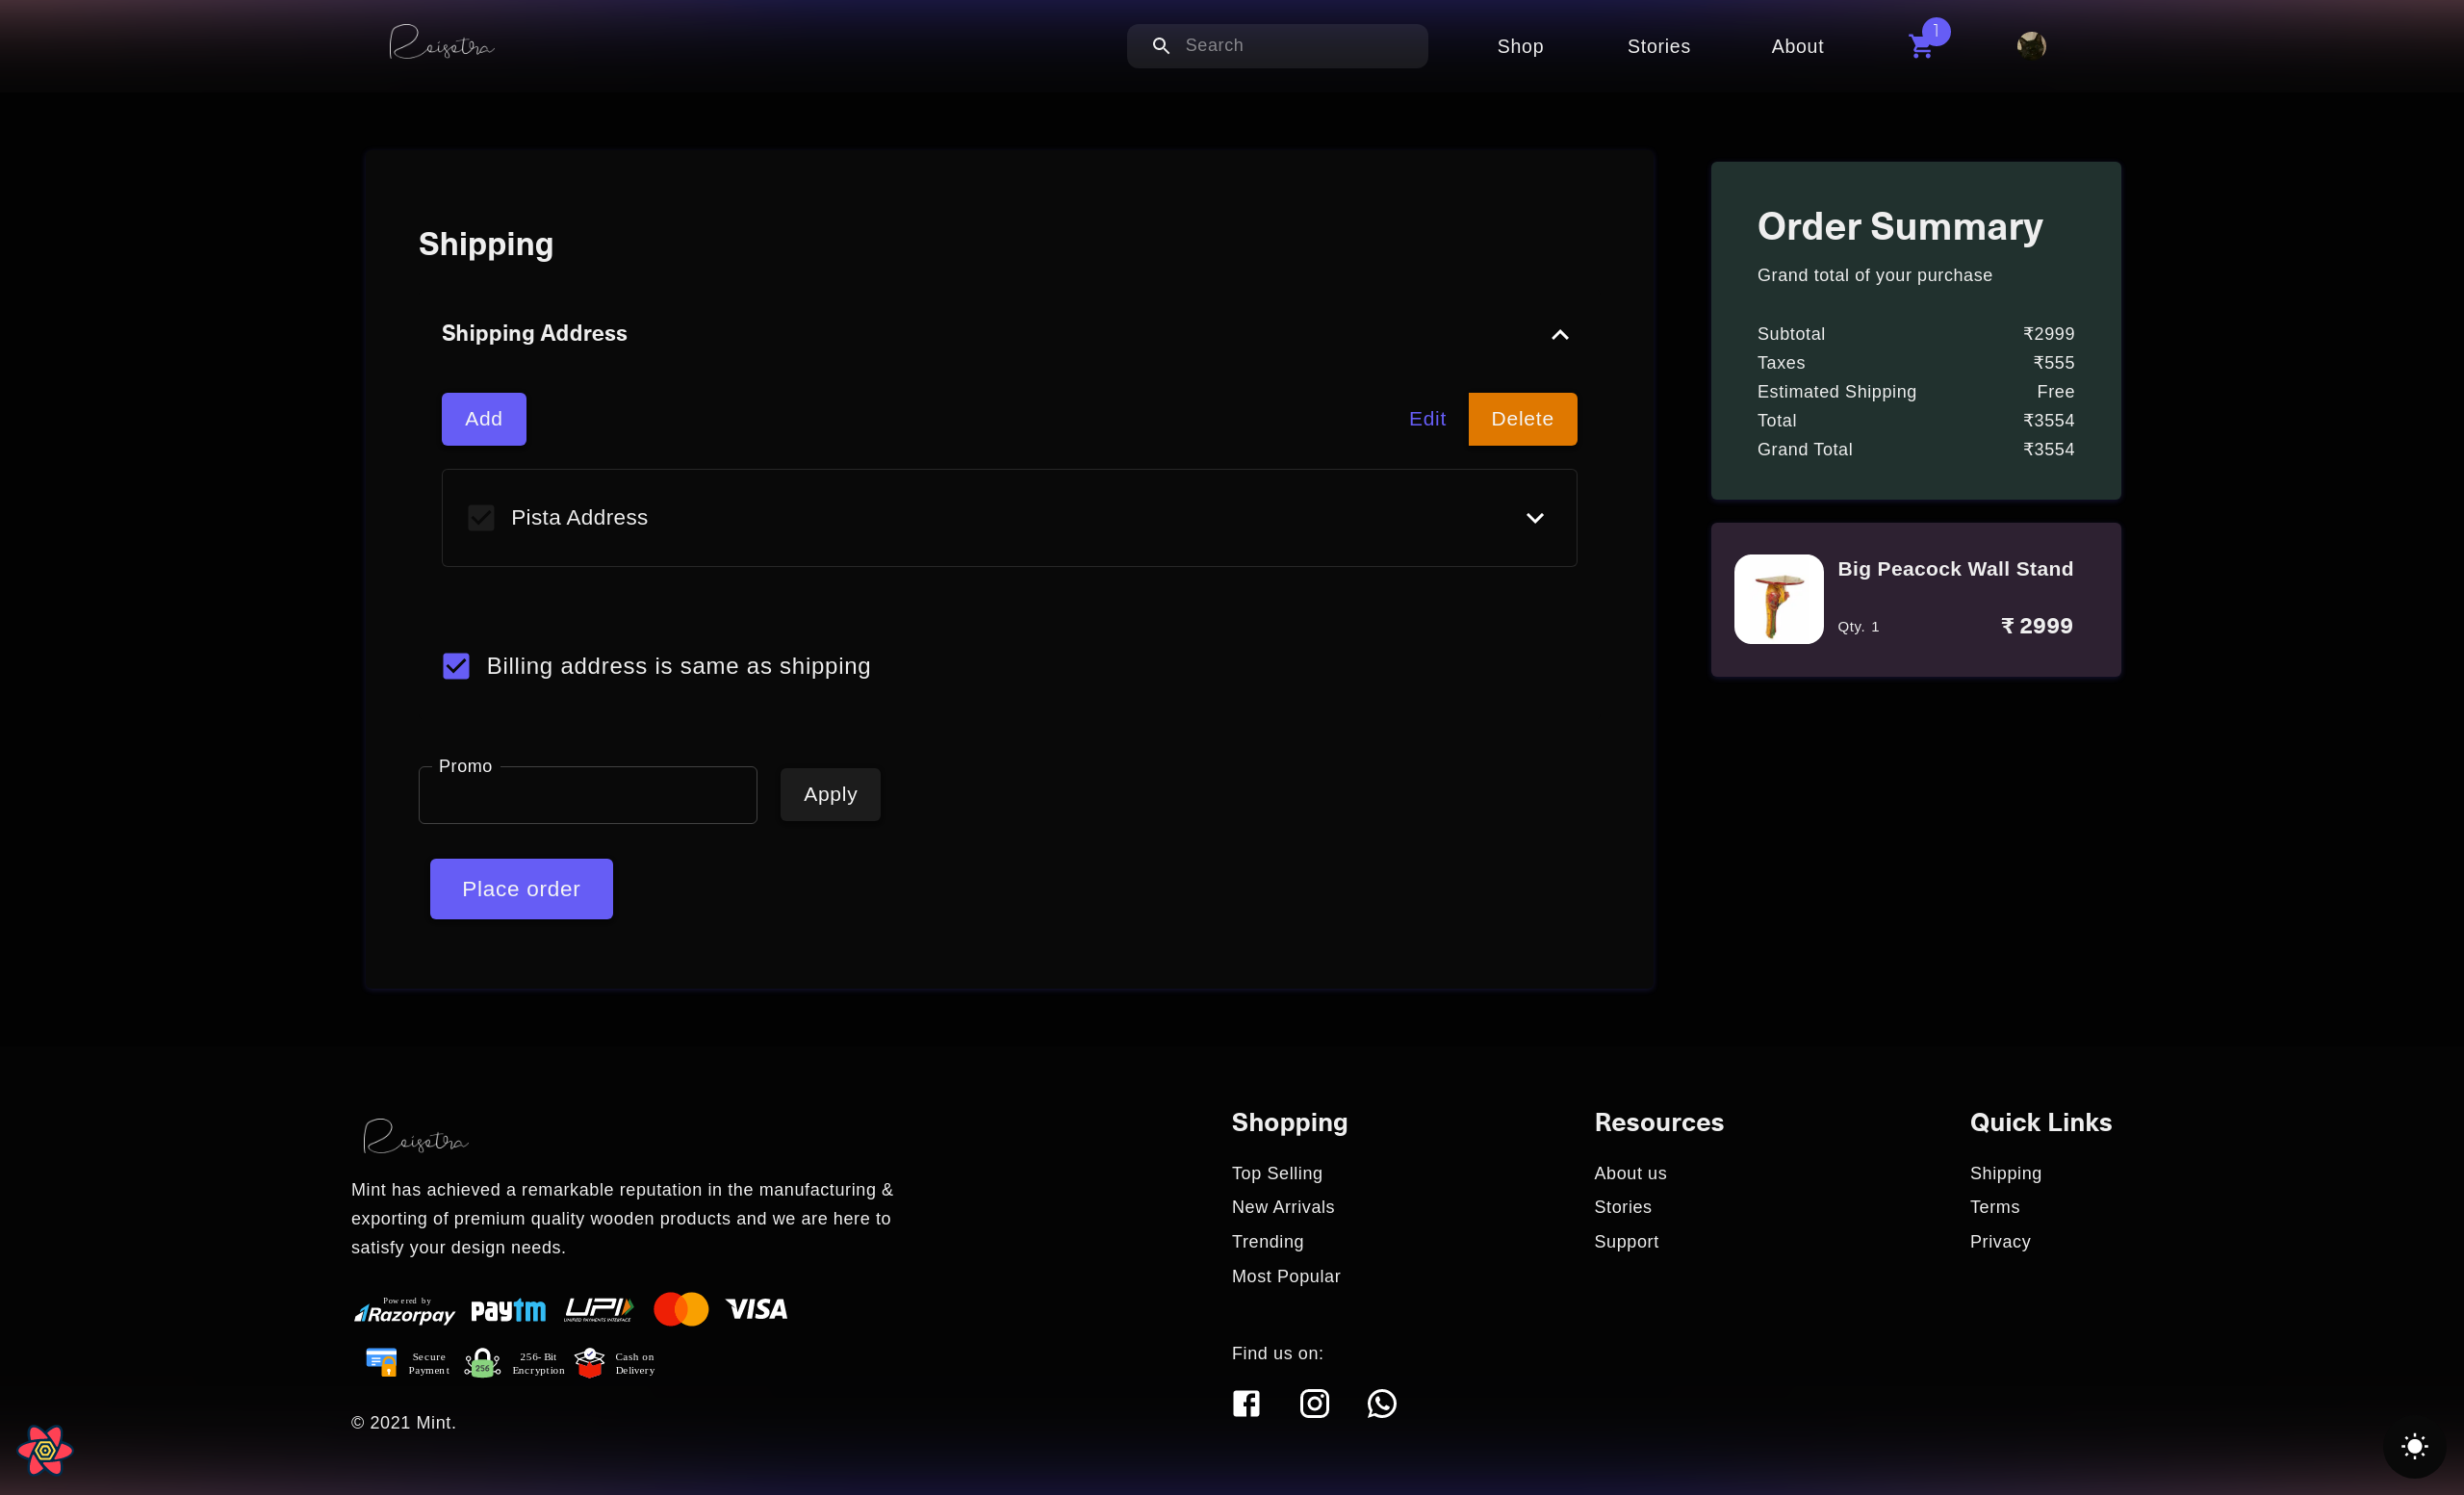 Reisetra
Search
Shop
Stories
About
1
Shipping
Shipping Address
Add
Edit
Delete
Pista Address
Billing address is same as shipping
Promo
Apply
Place order
Order Summary
Grand total of your purchase
Subtotal ₹2999
Taxes ₹555
Estimated Shipping Free
Total ₹3554
Grand Total ₹3554
Big Peacock Wall Stand
Qty. 1
₹ 2999
Reisetra
Mint has achieved a remarkable reputation in the manufacturing &
exporting of premium quality wooden products and we are here to
satisfy your design needs.
Powered by
Razorpay
paytm
UPI
UNIFIED PAYMENTS INTERFACE
VISA
Secure
Payment
256
256-Bit
Encryption
Cash on
Delivery
© 2021 Mint.
Shopping
Top Selling
New Arrivals
Trending
Most Popular
Find us on:
Resources
About us
Stories
Support
Quick Links
Shipping
Terms
Privacy